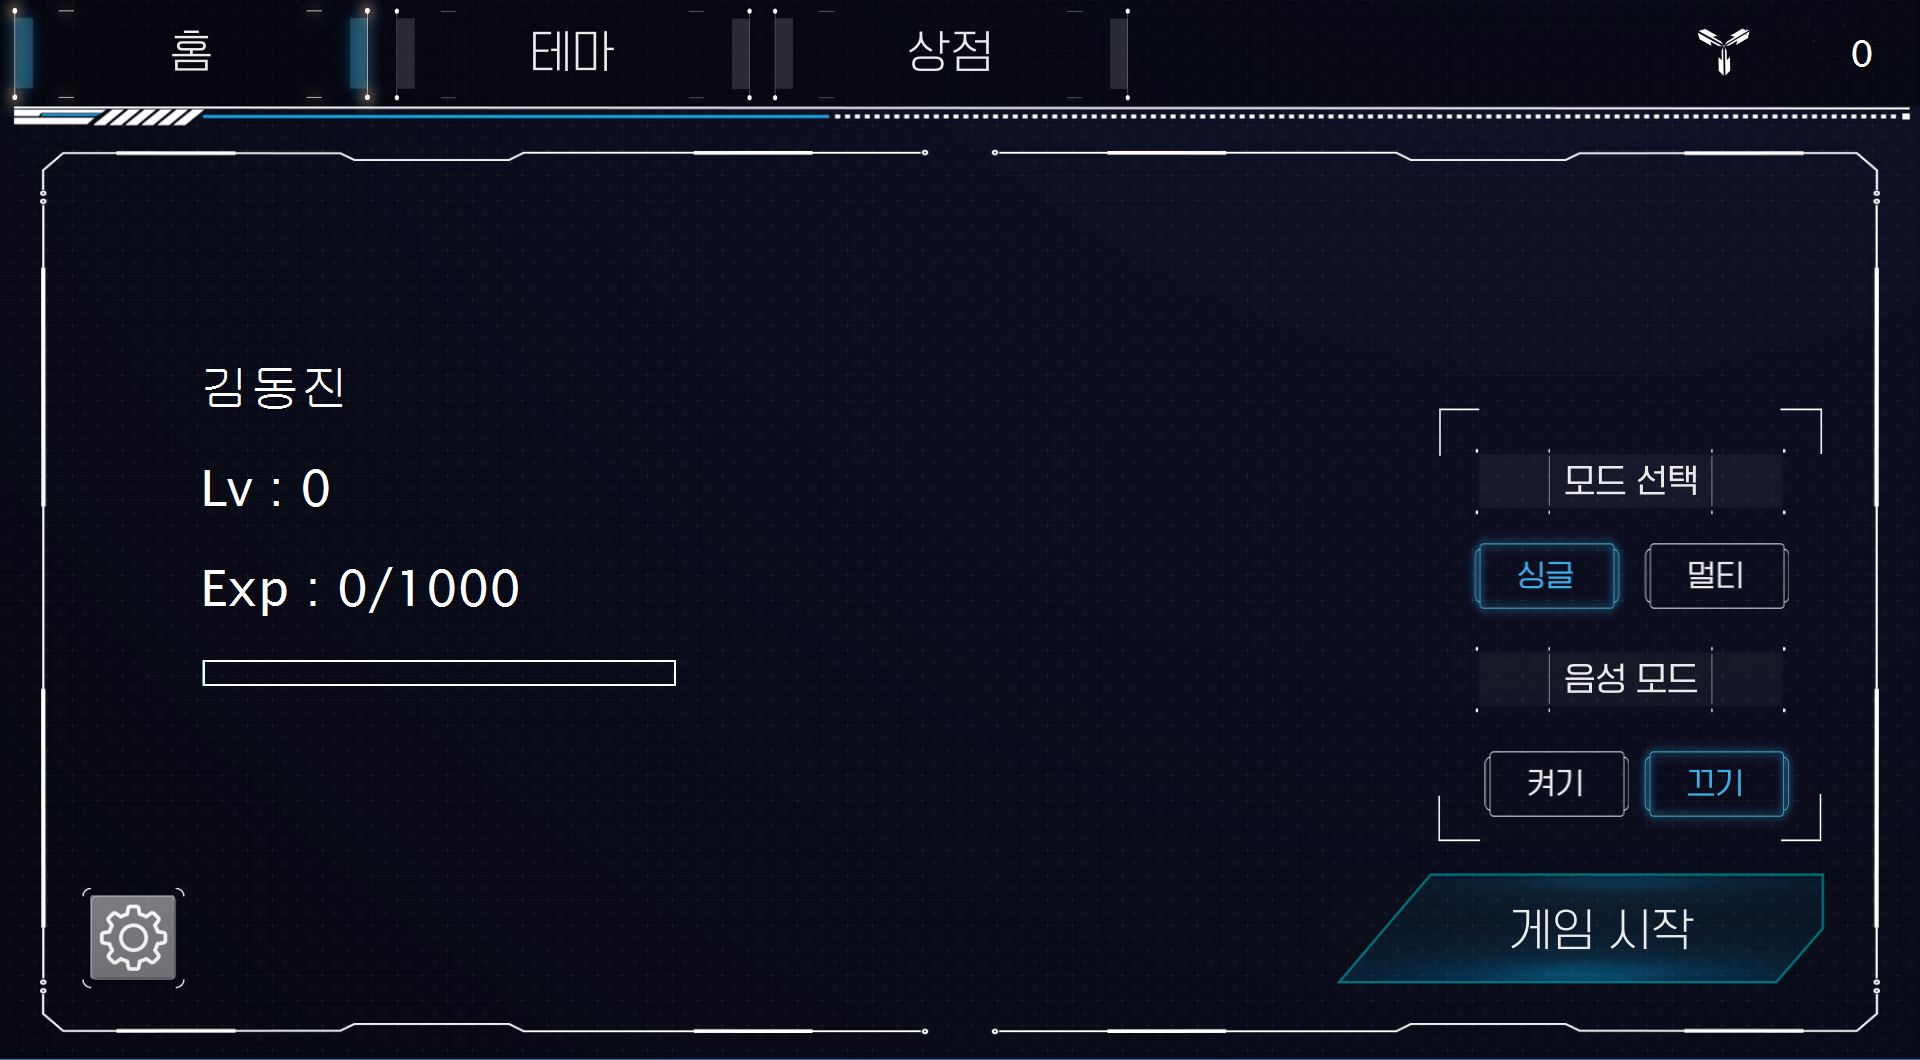 홈
테마
상점
0
김동진
Lv : 0
Exp : 0/1000
모드 선택
싱글
멀티
음성 모드
켜기
끄기
게임 시작